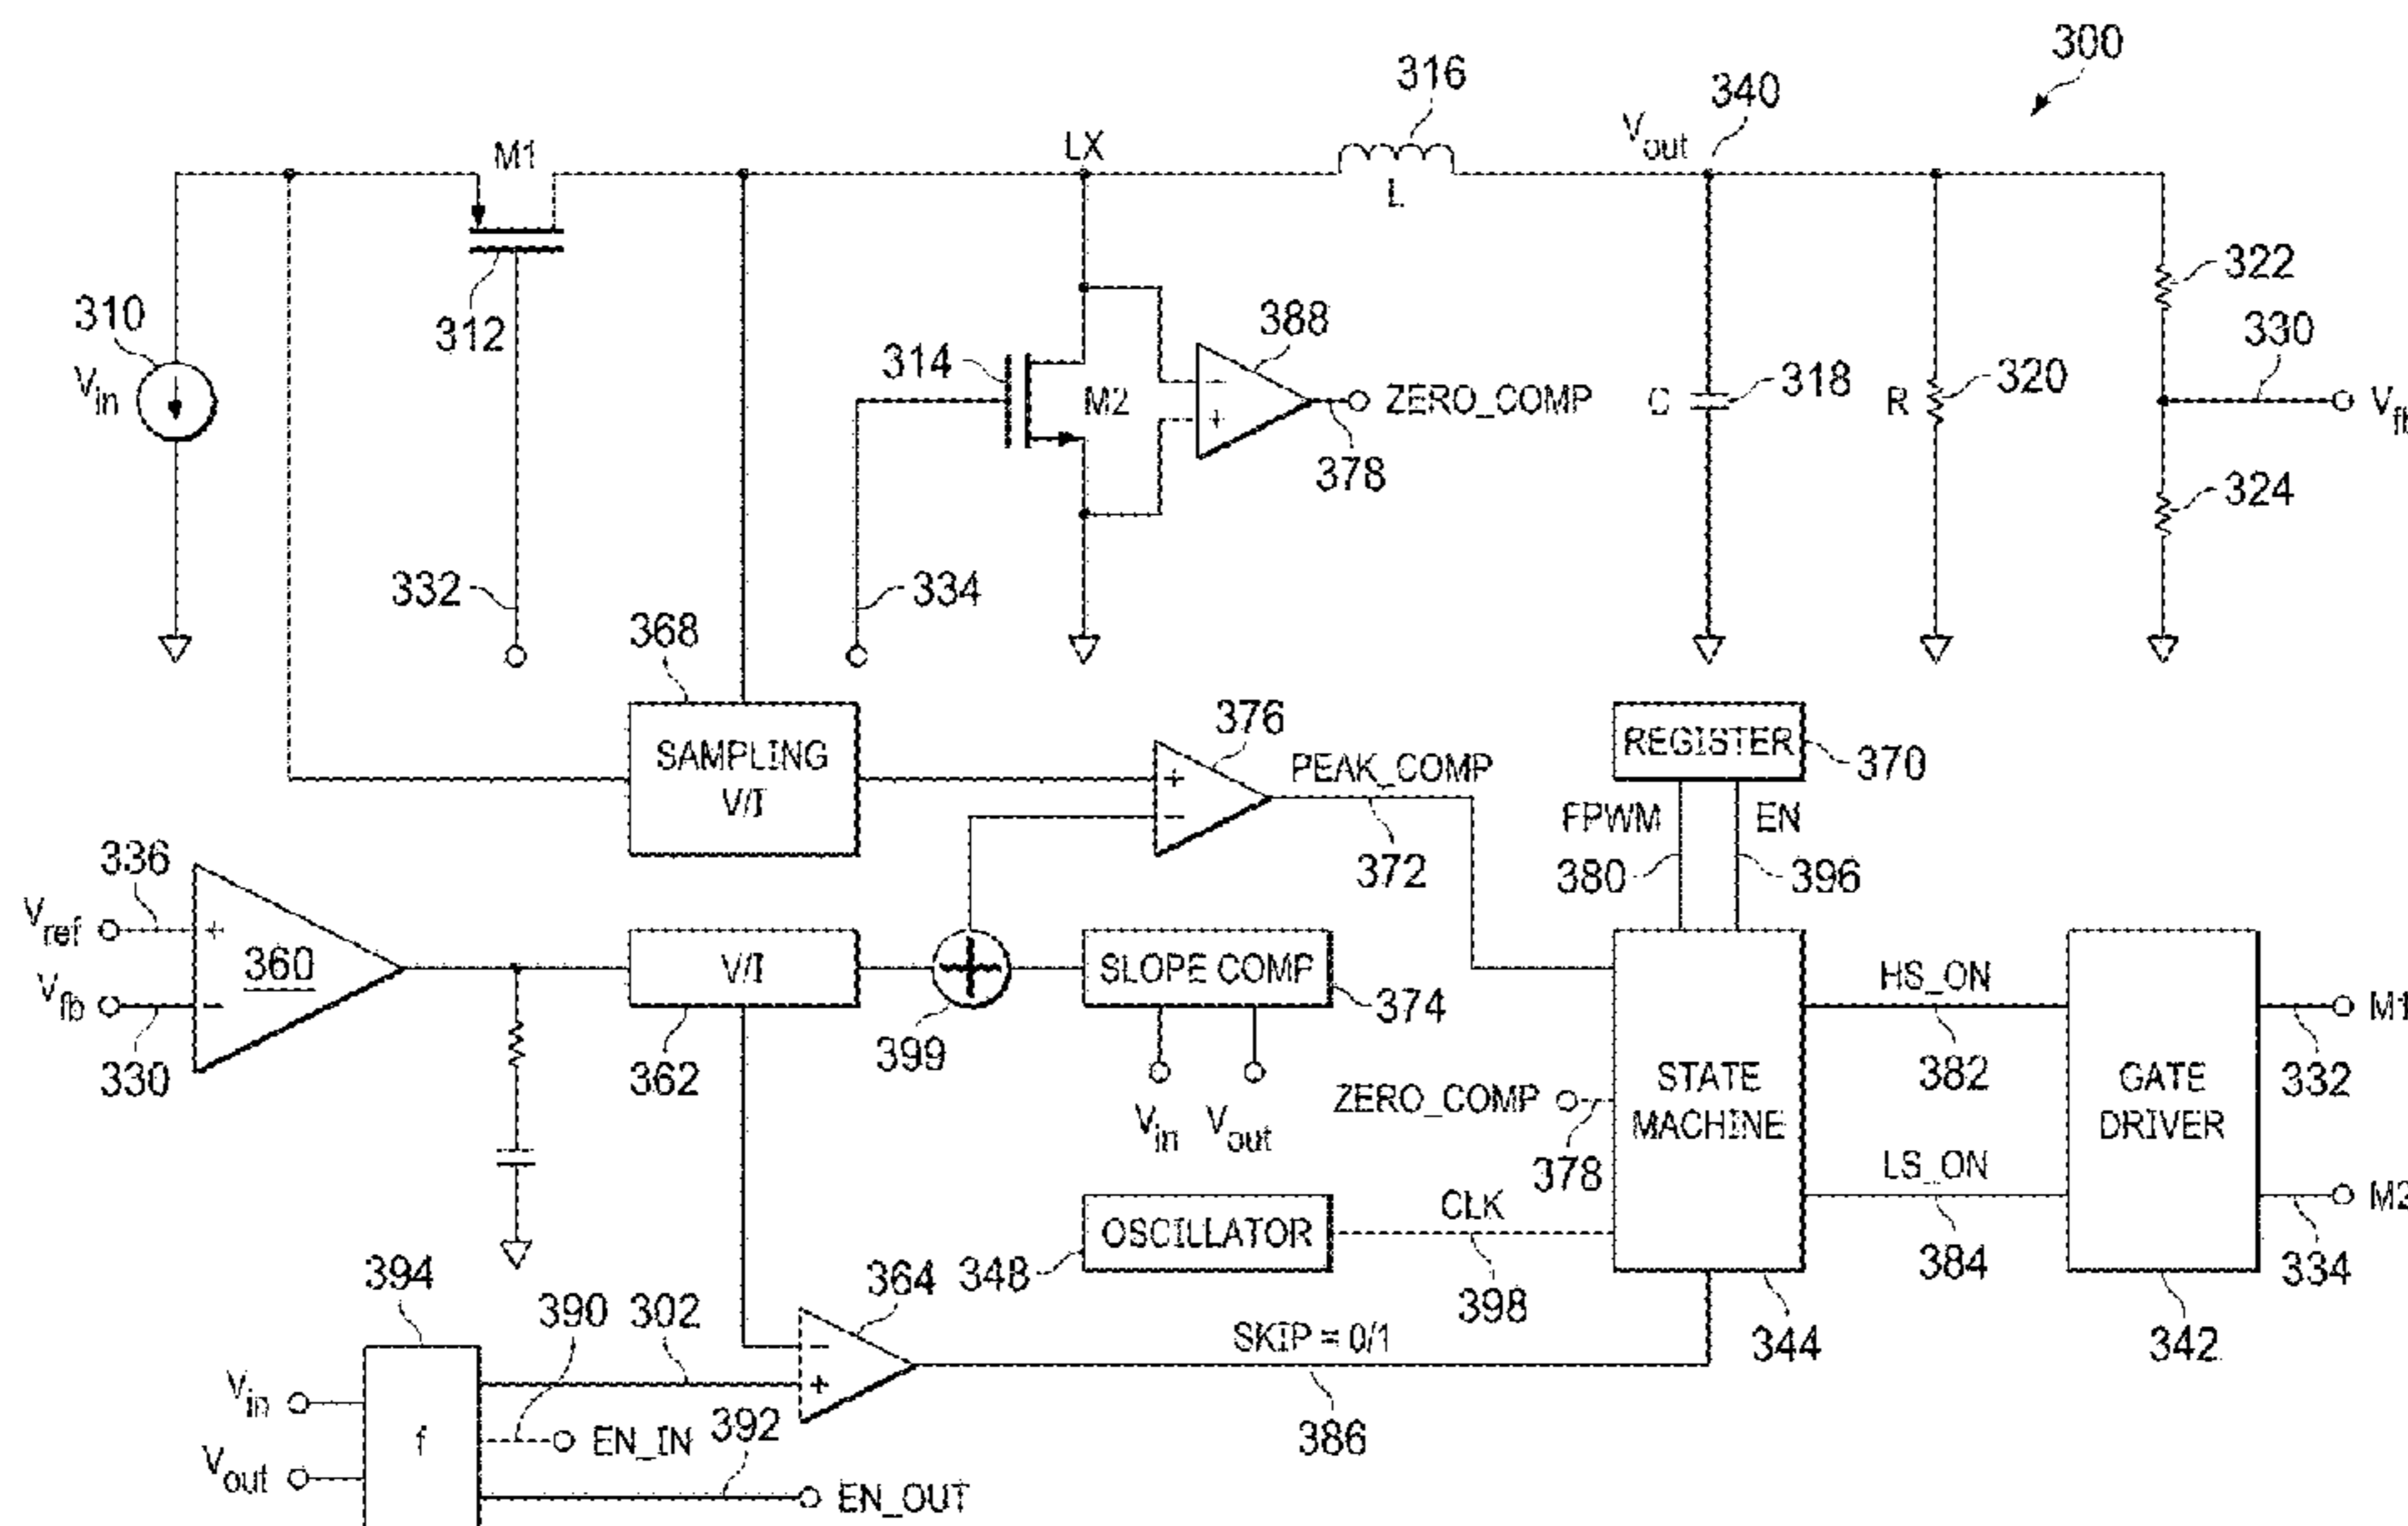 300
316
340
Vout
M1
LX
L
322
310
Vin
312
314
M2
388
ZERO_COMP
378
C
318
R
320
330
324
332
334
368
SAMPLING
V/I
376
PEAK_COMP
372
REGISTER
370
FPWM
EN
380
396
336
Vref
+
-
360
Vfb
330
V/I
362
399
SLOPE COMP
374
Vin
Vout
ZERO_COMP
378
STATE
MACHINE
344
HS_ON
382
LS_ON
384
GATE
DRIVER
342
M1
332
334
OSCILLATOR
348
CLK
398
394
390
302
364
-
+
SKIP = 0/1
386
Vin
Vout
f
EN_IN
392
EN_OUT